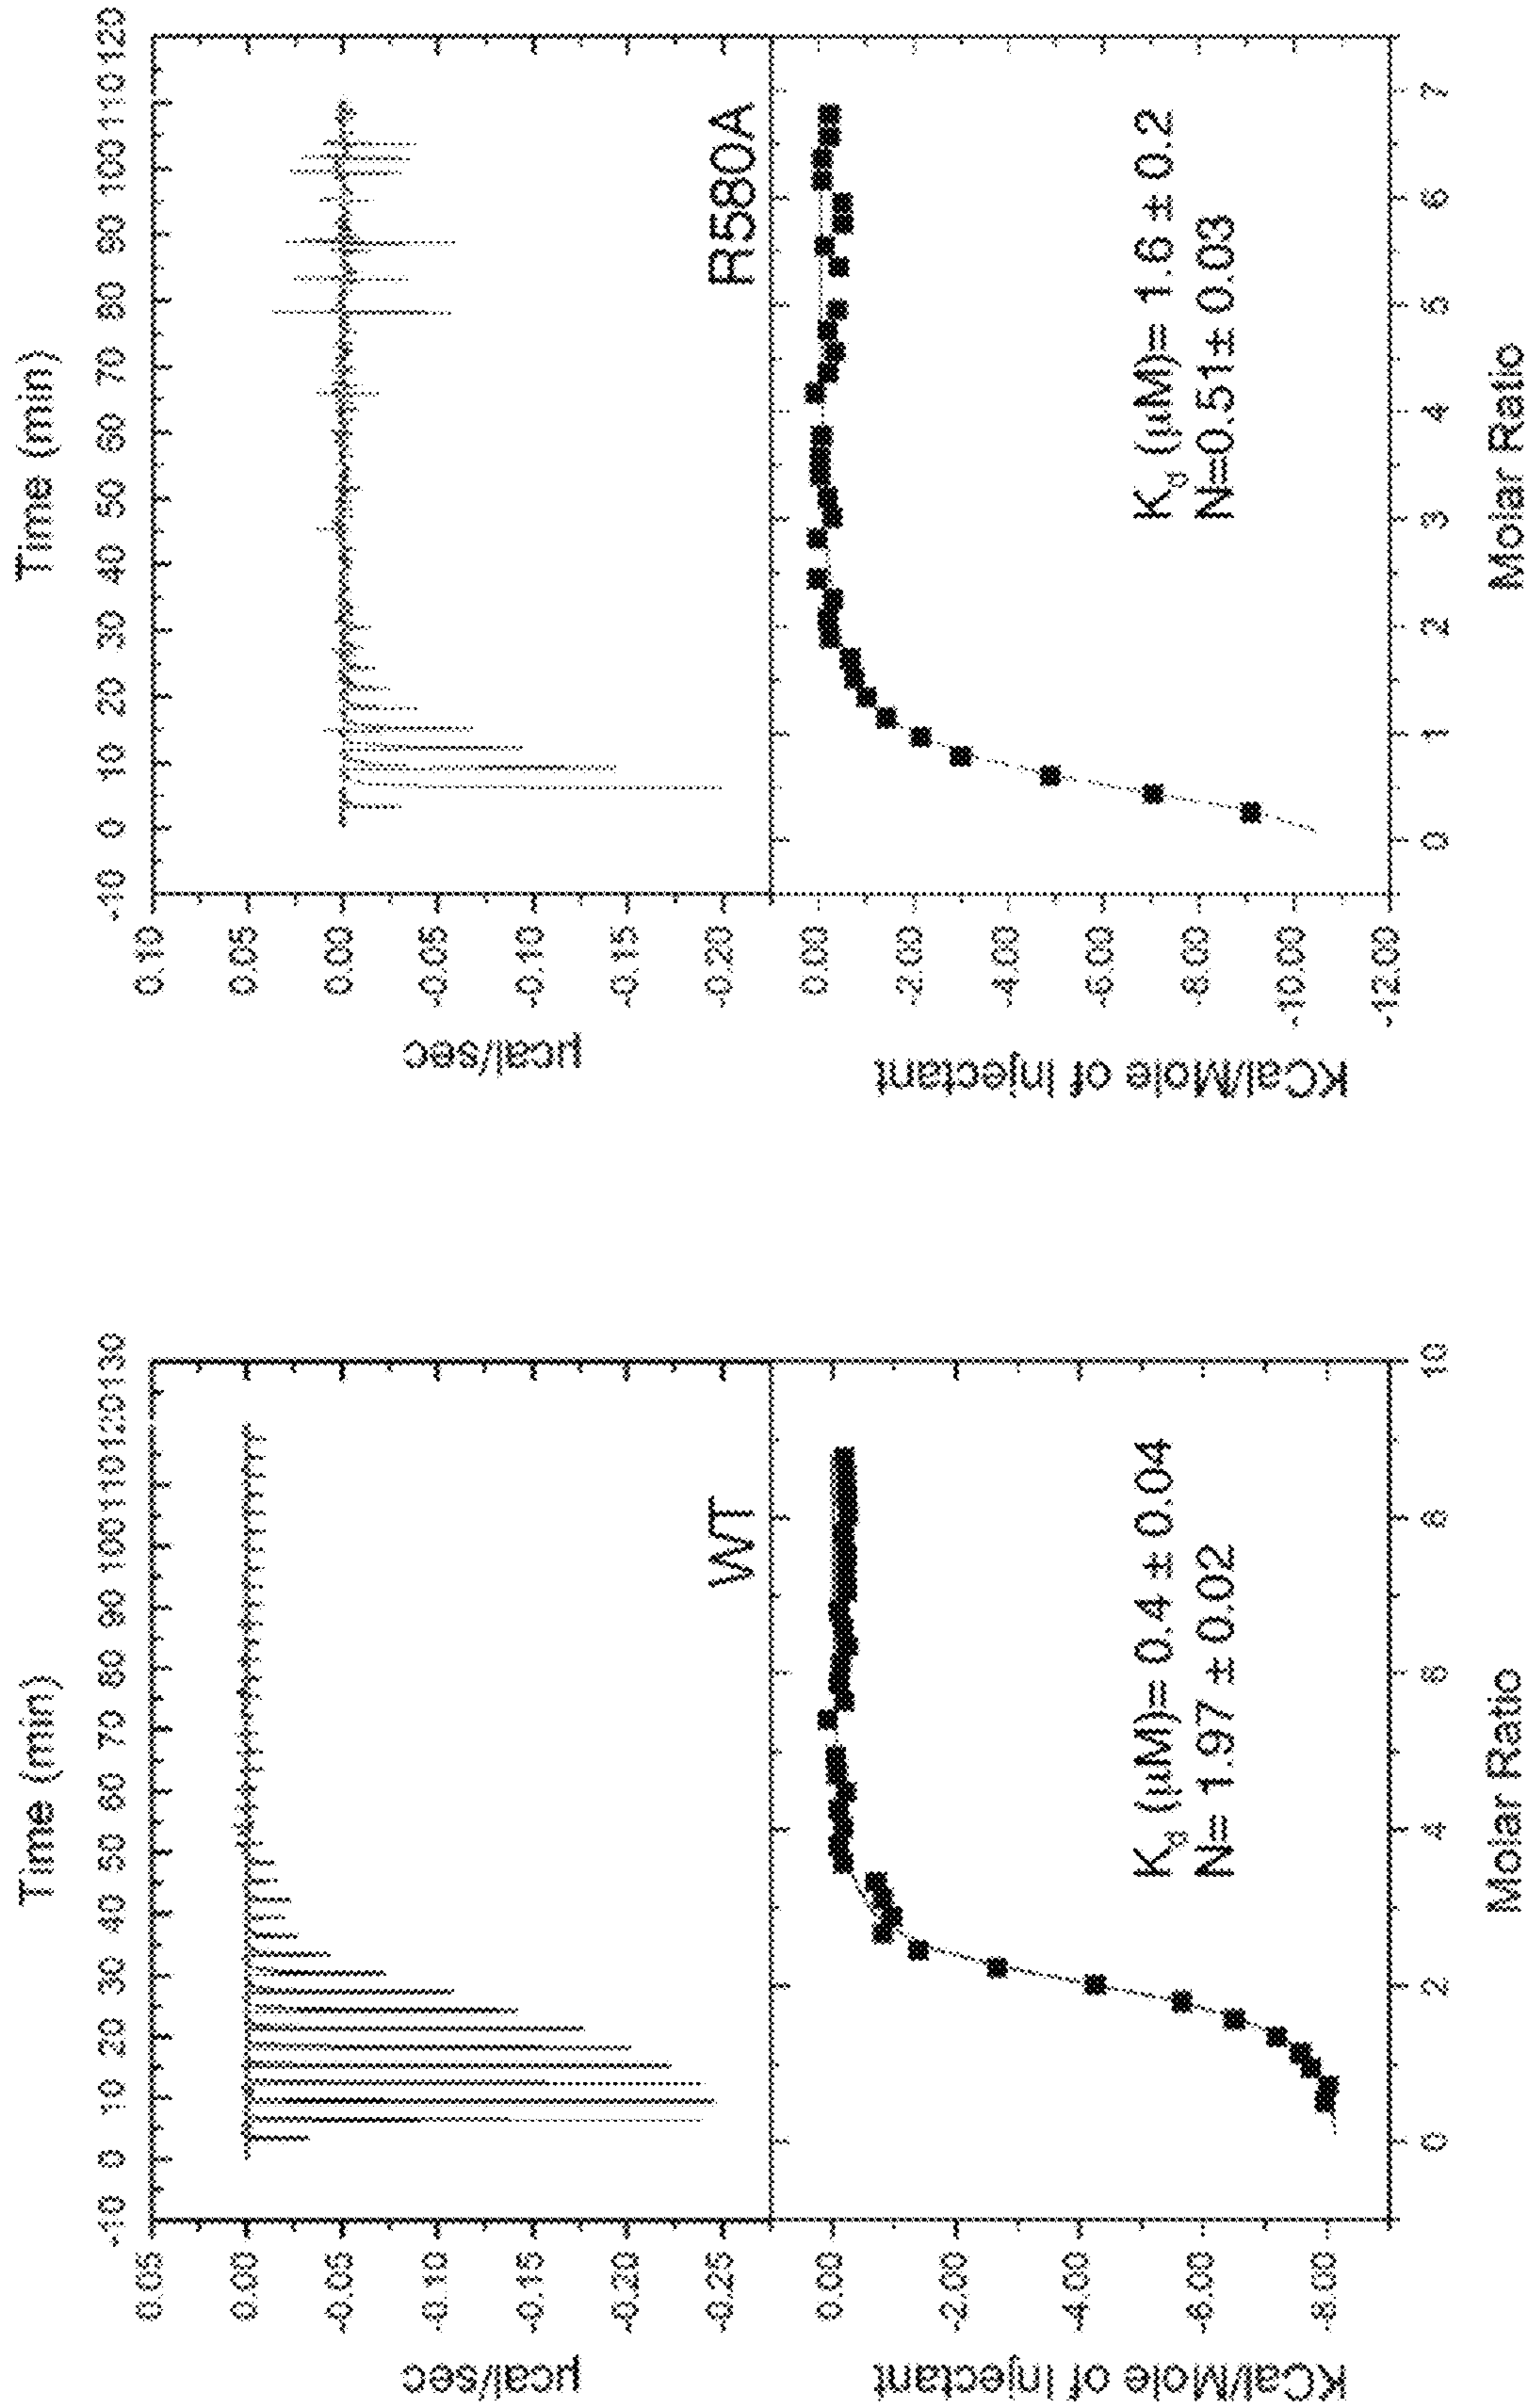 Time (min)
-10 0 10 20 30 40 50 60 70 80 90 100 110 120 130
0.05
0.00
-0.05
-0.10
-0.15
-0.20
-0.25
µcal/sec
WT
0.00
-2.00
-4.00
-6.00
-8.00
KCal/Mole of Injectant
Kd (µM)= 0.4 ± 0.04
N= 1.97 ± 0.02
0 2 4 6 8 10
Molar Ratio
Time (min)
-10 0 10 20 30 40 50 60 70 80 90 100 110 120
0.10
0.05
0.00
-0.05
-0.10
-0.15
-0.20
µcal/sec
R580A
0.00
-2.00
-4.00
-6.00
-8.00
-10.00
-12.00
KCal/Mole of Injectant
Kd (µM)= 1.6 ± 0.2
N=0.51± 0.03
0 1 2 3 4 5 6 7
Molar Ratio